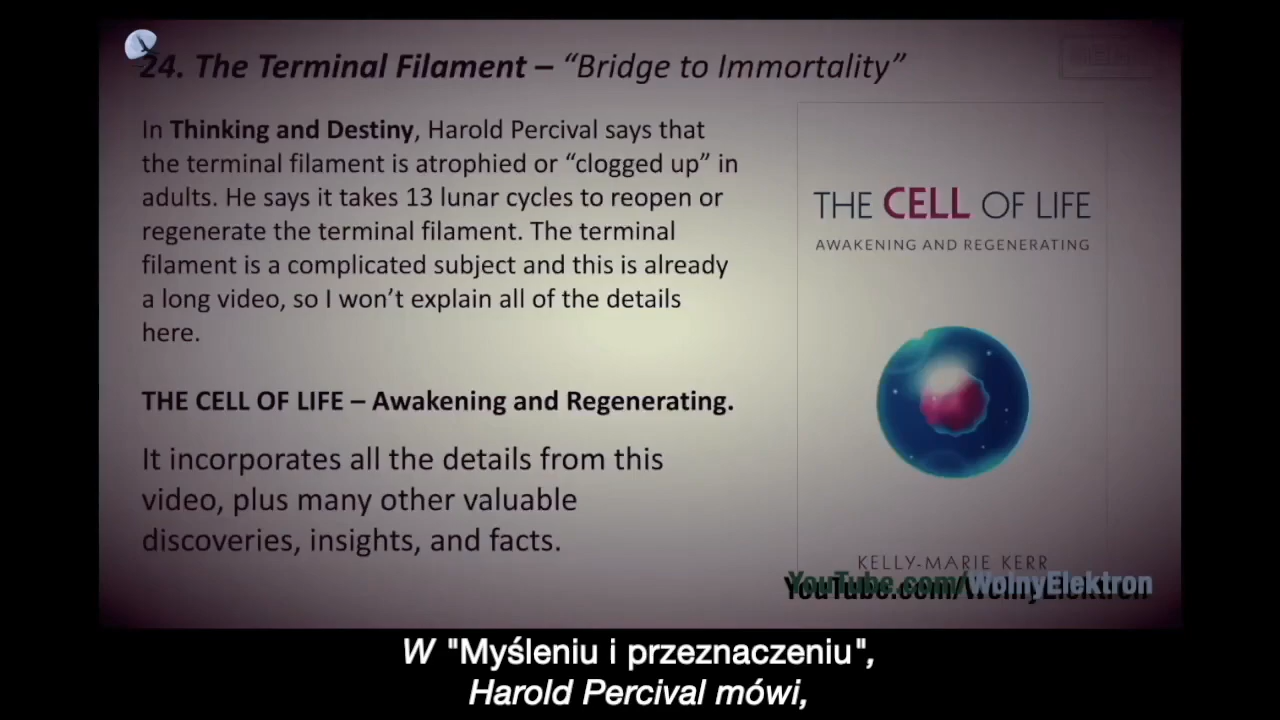 24. The Terminal Filament – “Bridge to Immortality”
In Thinking and Destiny, Harold Percival says that
the terminal filament is atrophied or “clogged up” in
adults. He says it takes 13 lunar cycles to reopen or
regenerate the terminal filament. The terminal
filament is a complicated subject and this is already
a long video, so I won’t explain all of the details
here.
THE CELL OF LIFE – Awakening and Regenerating.
It incorporates all the details from this
video, plus many other valuable
discoveries, insights, and facts.
THE CELL OF LIFE
AWAKENING AND REGENERATING
KELLY-MARIE KERR
YouTube.com/WolnyElektron
W "Myśleniu i przeznaczeniu",
Harold Percival mówi,